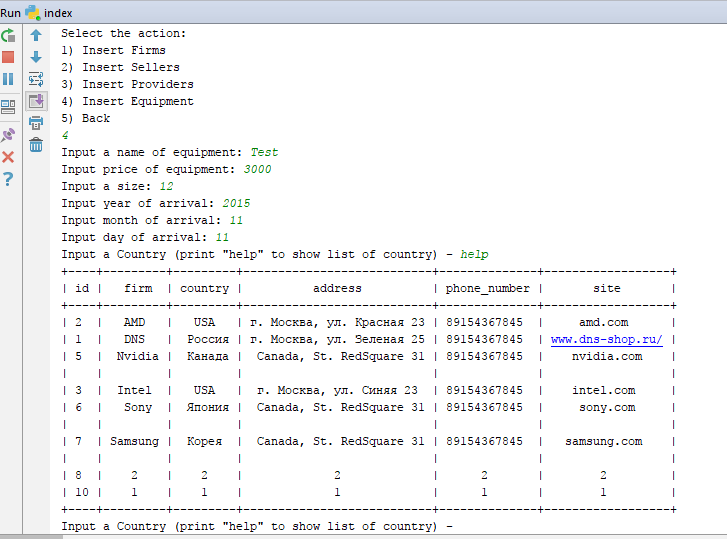 Run index
Select the action:
1) Insert Firms
2) Insert Sellers
3) Insert Providers
4) Insert Equipment
5) Back
4
Input a name of equipment: Test
Input price of equipment: 3000
Input a size: 12
Input year of arrival: 2015
Input month of arrival: 11
Input day of arrival: 11
Input a Country (print "help" to show list of country) - help
| id | firm | country | address | phone_number | site |
| 2 | AMD | USA | г. Москва, ул. Красная 23 | 89154367845 | amd.com |
| 1 | DNS | Россия | г. Москва, ул. Зеленая 25 | 89154367845 | www.dns-shop.ru/ |
| 5 | Nvidia | Канада | Canada, St. RedSquare 31 | 89154367845 | nvidia.com |
| 3 | Intel | USA | г. Москва, ул. Синяя 23 | 89154367845 | intel.com |
| 6 | Sony | Япония | Canada, St. RedSquare 31 | 89154367845 | sony.com |
| 7 | Samsung | Корея | Canada, St. RedSquare 31 | 89154367845 | samsung.com |
| 8 | 2 | 2 | 2 | 2 | 2 |
| 10 | 1 | 1 | 1 | 1 | 1 |
Input a Country (print "help" to show list of country) -